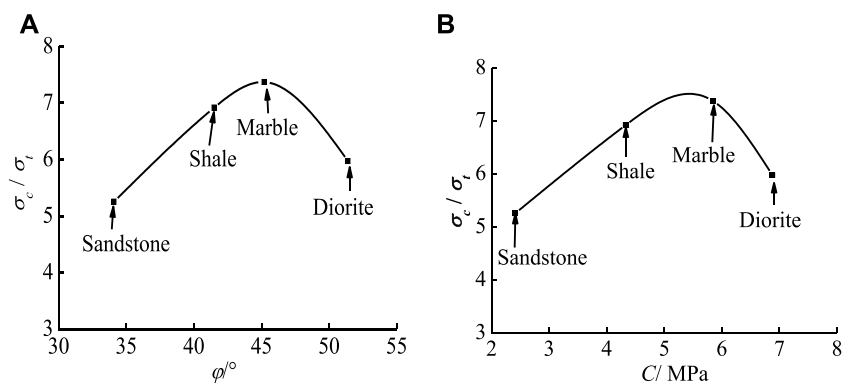 A
8
7
6
5
4
3
σc / σt
Marble
Shale
Diorite
Sandstone
30 35 40 45 50 55
φ/°
B
8
7
6
5
4
3
σc / σt
Shale
Marble
Diorite
Sandstone
2 3 4 5 6 7 8
C/ MPa